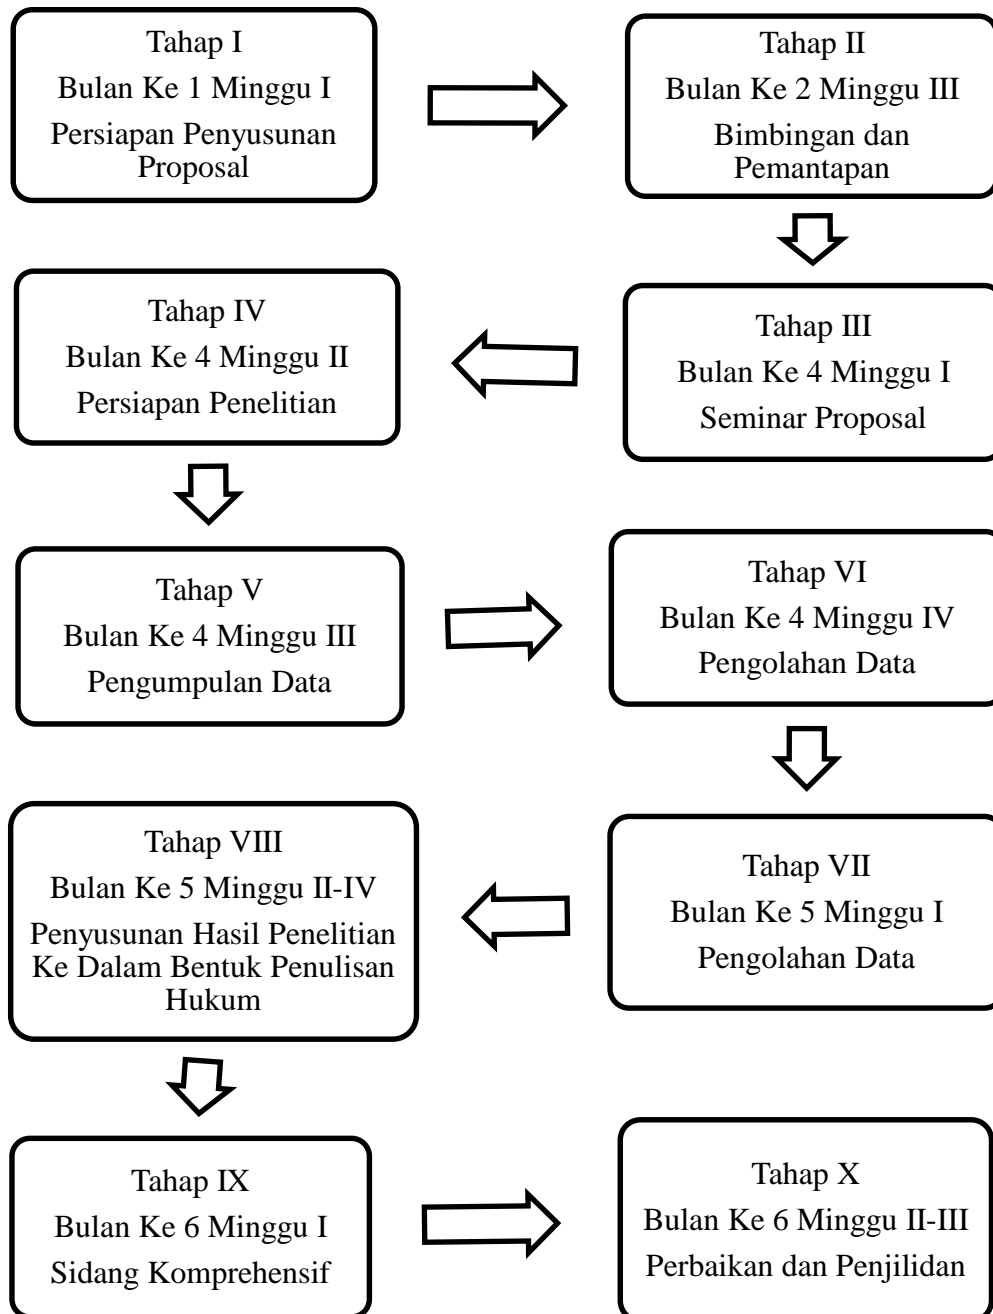 Tahap I
Bulan Ke 1 Minggu I
Persiapan Penyusunan
Proposal
Tahap II
Bulan Ke 2 Minggu III
Bimbingan dan
Pemantapan
Tahap III
Bulan Ke 4 Minggu I
Seminar Proposal
Tahap IV
Bulan Ke 4 Minggu II
Persiapan Penelitian
Tahap V
Bulan Ke 4 Minggu III
Pengumpulan Data
Tahap VI
Bulan Ke 4 Minggu IV
Pengolahan Data
Tahap VII
Bulan Ke 5 Minggu I
Pengolahan Data
Tahap VIII
Bulan Ke 5 Minggu II-IV
Penyusunan Hasil Penelitian
Ke Dalam Bentuk Penulisan
Hukum
Tahap IX
Bulan Ke 6 Minggu I
Sidang Komprehensif
Tahap X
Bulan Ke 6 Minggu II-III
Perbaikan dan Penjilidan